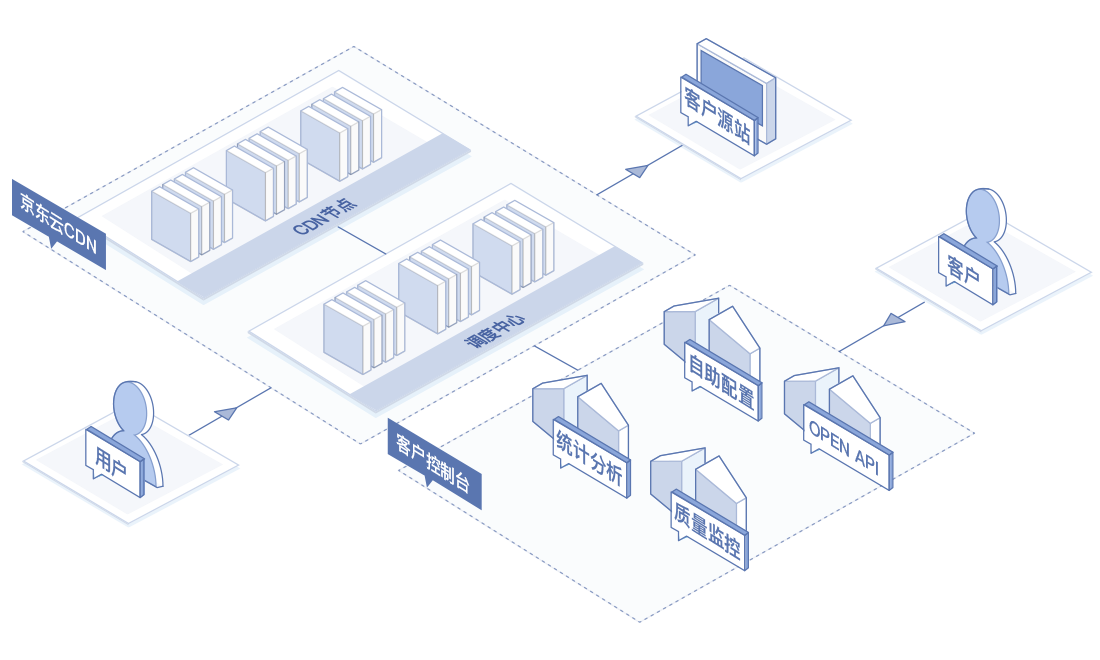 客户源站
京东云CDN
CDN节点
客户
调度中心
自助配置
用户
客户控制台
统计分析
OPEN API
质量监控